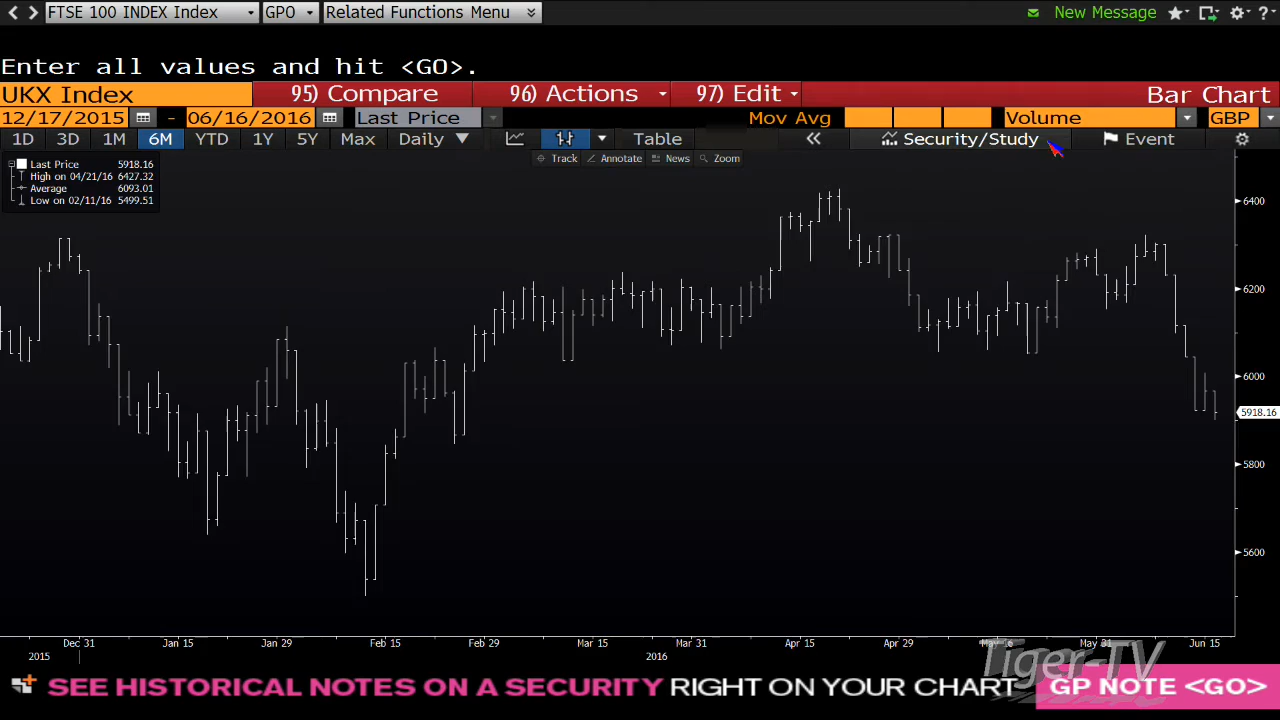 FTSE 100 INDEX Index GPO Related Functions Menu New Message ?
Enter all values and hit <GO>.
UKX Index 95) Compare 96) Actions 97) Edit Bar Chart
12/17/2015 - 06/16/2016 Last Price Mov Avg Volume GBP
1D 3D 1M 6M YTD 1Y 5Y Max Daily Table Security/Study Event
Track Annotate News Zoom
Last Price 5918.16
High on 04/21/16 6427.32
Average 6093.01
Low on 02/11/16 5499.51
6400
6200
6000
5918.16
5800
5600
Dec 31 Jan 15 Jan 29 Feb 15 Feb 29 Mar 15 Mar 31 Apr 15 Apr 29 May 16 May 31 Jun 15
2015 2016
Tiger-TV
SEE HISTORICAL NOTES ON A SECURITY RIGHT ON YOUR CHART GP NOTE <GO>